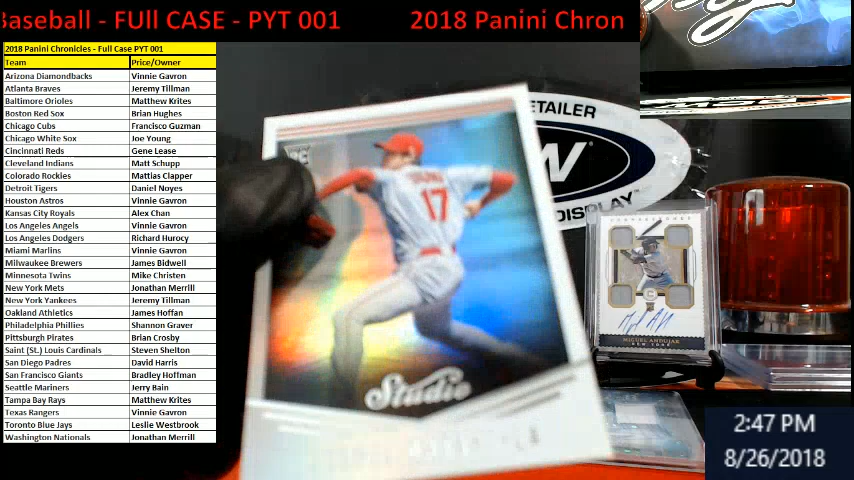 Baseball - FUll CASE - PYT 001
2018 Panini Chron
2018 Panini Chronicles - Full Case PYT 001
Team Price/Owner
Arizona Diamondbacks Vinnie Gavron
Atlanta Braves Jeremy Tillman
Baltimore Orioles Matthew Krites
Boston Red Sox Brian Hughes
Chicago Cubs Francisco Guzman
Chicago White Sox Joe Young
Cincinnati Reds Gene Lease
Cleveland Indians Matt Schupp
Colorado Rockies Mattias Clapper
Detroit Tigers Daniel Noyes
Houston Astros Vinnie Gavron
Kansas City Royals Alex Chan
Los Angeles Angels Vinnie Gavron
Los Angeles Dodgers Richard Hurocy
Miami Marlins Vinnie Gavron
Milwaukee Brewers James Bidwell
Minnesota Twins Mike Christen
New York Mets Jonathan Merrill
New York Yankees Jeremy Tillman
Oakland Athletics James Hoffan
Philadelphia Phillies Shannon Graver
Pittsburgh Pirates Brian Crosby
Saint (St.) Louis Cardinals Steven Shelton
San Diego Padres David Harris
San Francisco Giants Bradley Hoffman
Seattle Mariners Jerry Bain
Tampa Bay Rays Matthew Krites
Texas Rangers Vinnie Gavron
Toronto Blue Jays Leslie Westbrook
Washington Nationals Jonathan Merrill
ETAILER
W
DISPLAY
17
Studio
MIGUEL ANDUJAR
NEW YORK
2:47 PM
8/26/2018